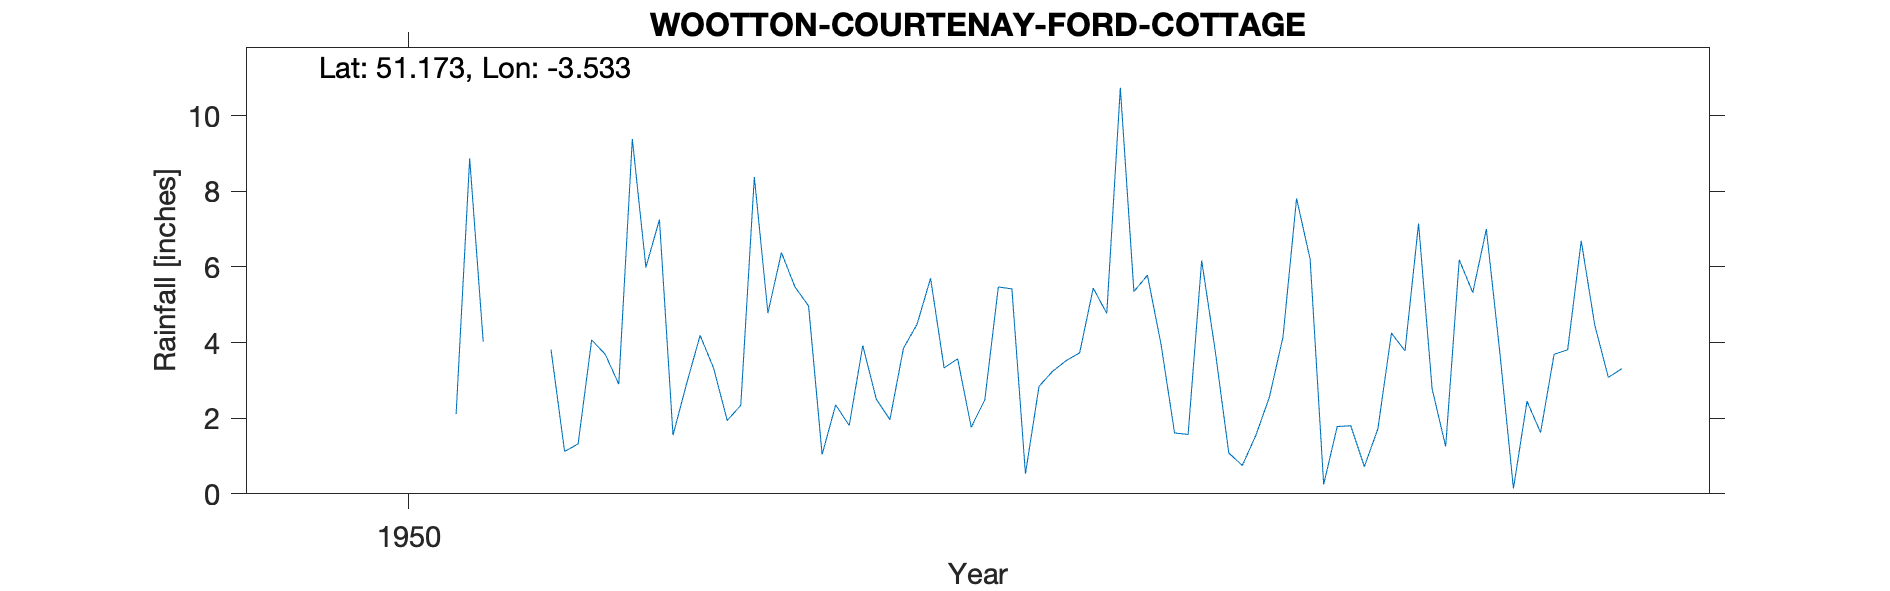 WOOTTON-COURTENAY-FORD-COTTAGE
Lat: 51.173, Lon: -3.533
10
8
6
4
2
0
Rainfall [inches]
1950
Year